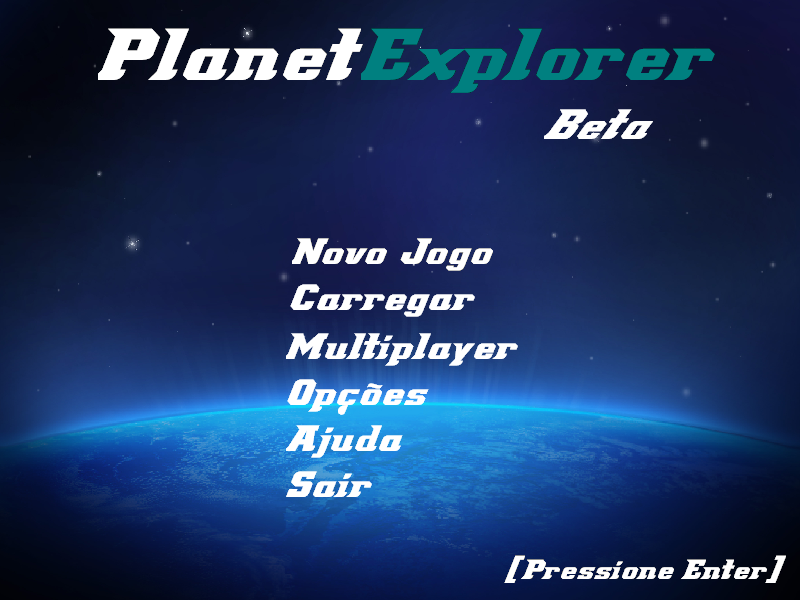 PlanetExplorer
Beta
Novo Jogo
Carregar
Multiplayer
Opções
Ajuda
Sair
[Pressione Enter]